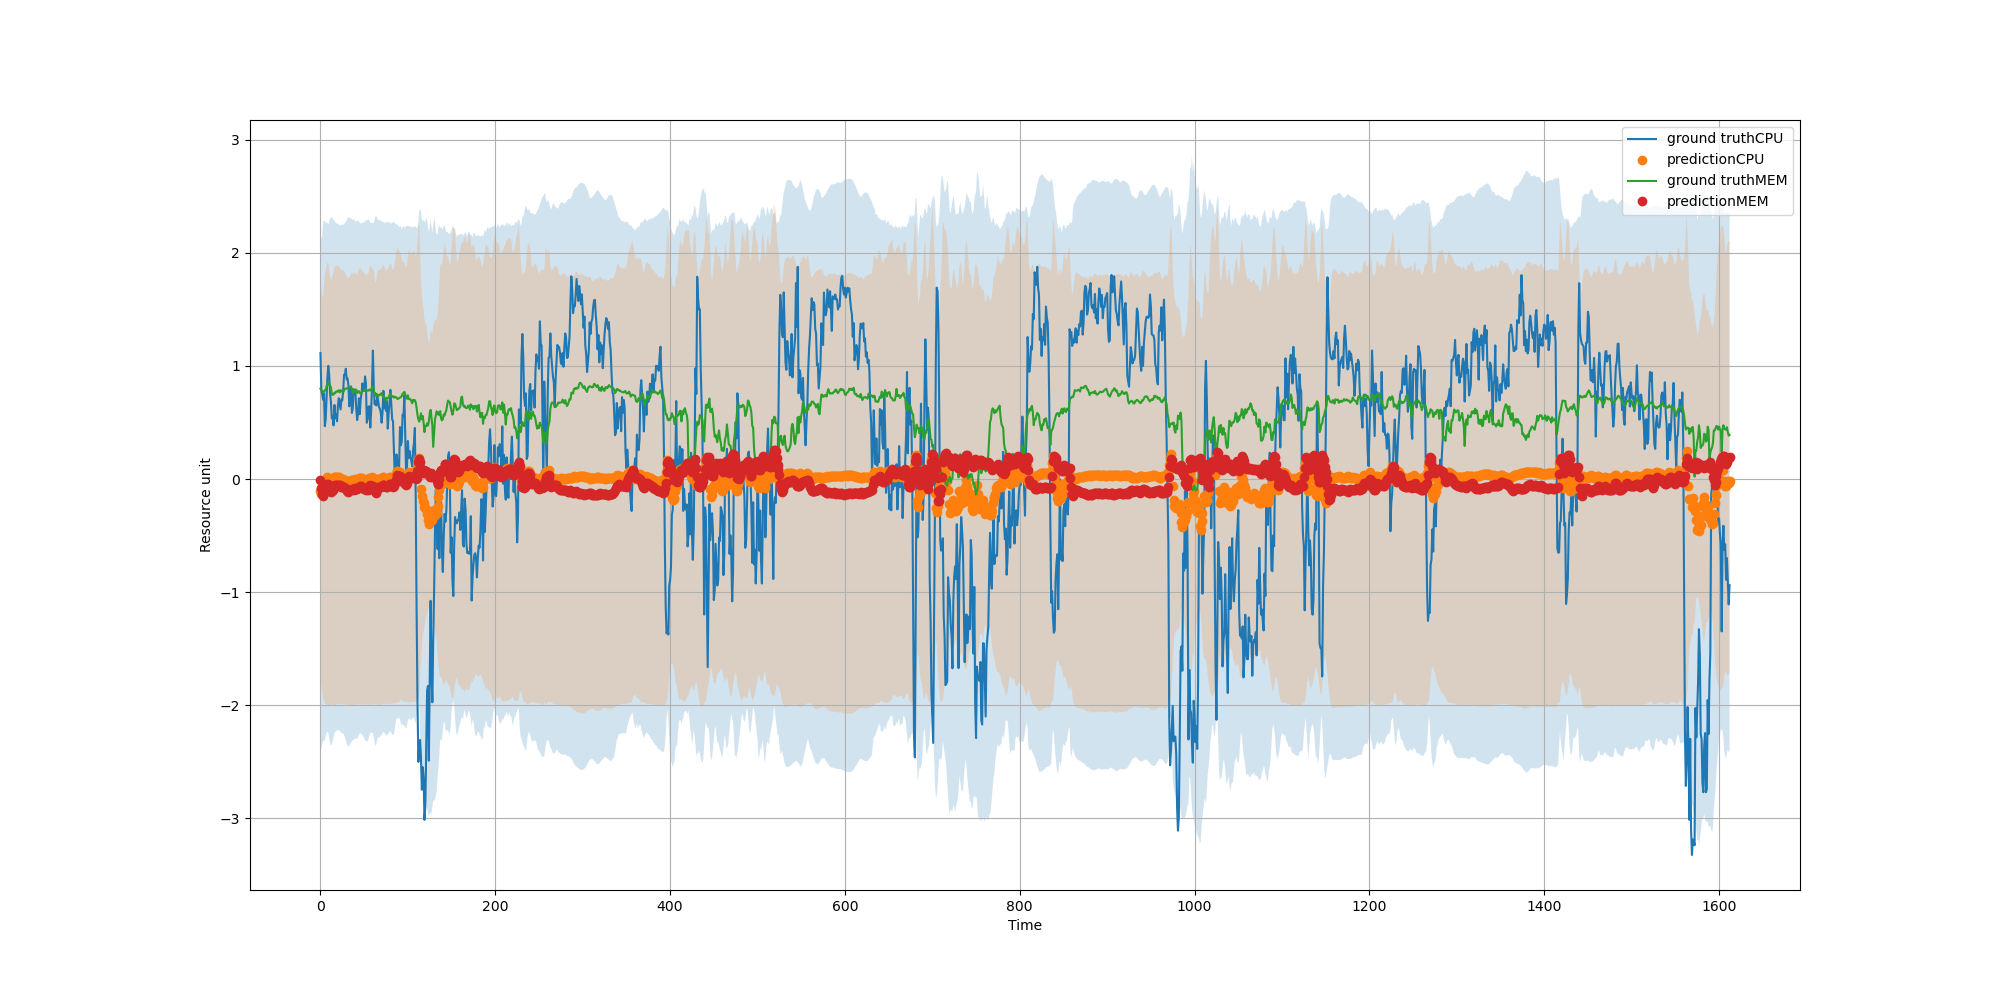 ground truthCPU
predictionCPU
ground truthMEM
predictionMEM
3
2
1
0
−1
−2
−3
Resource unit
0 200 400 600 800 1000 1200 1400 1600
Time